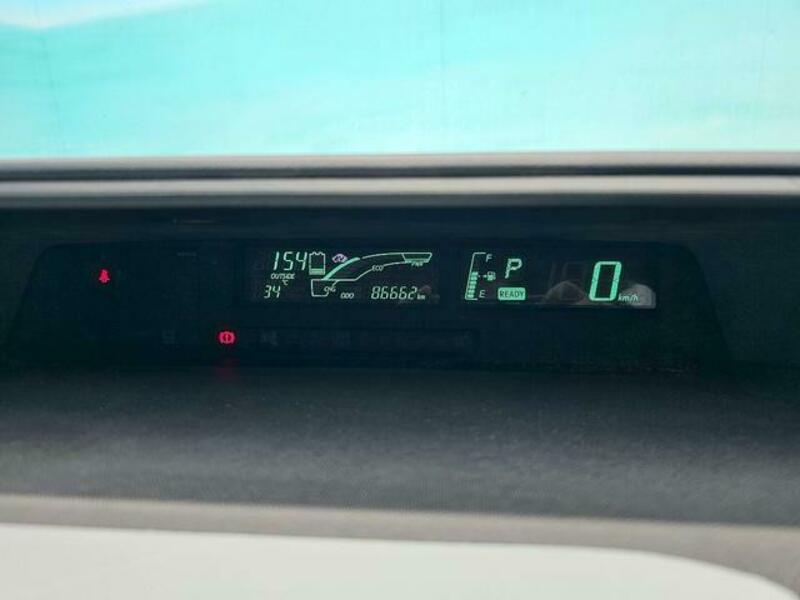 154
OUTSIDE
°C
34
CHG
ECO
PWR
ODO 86662 km
F
E
P
READY
0 km/h